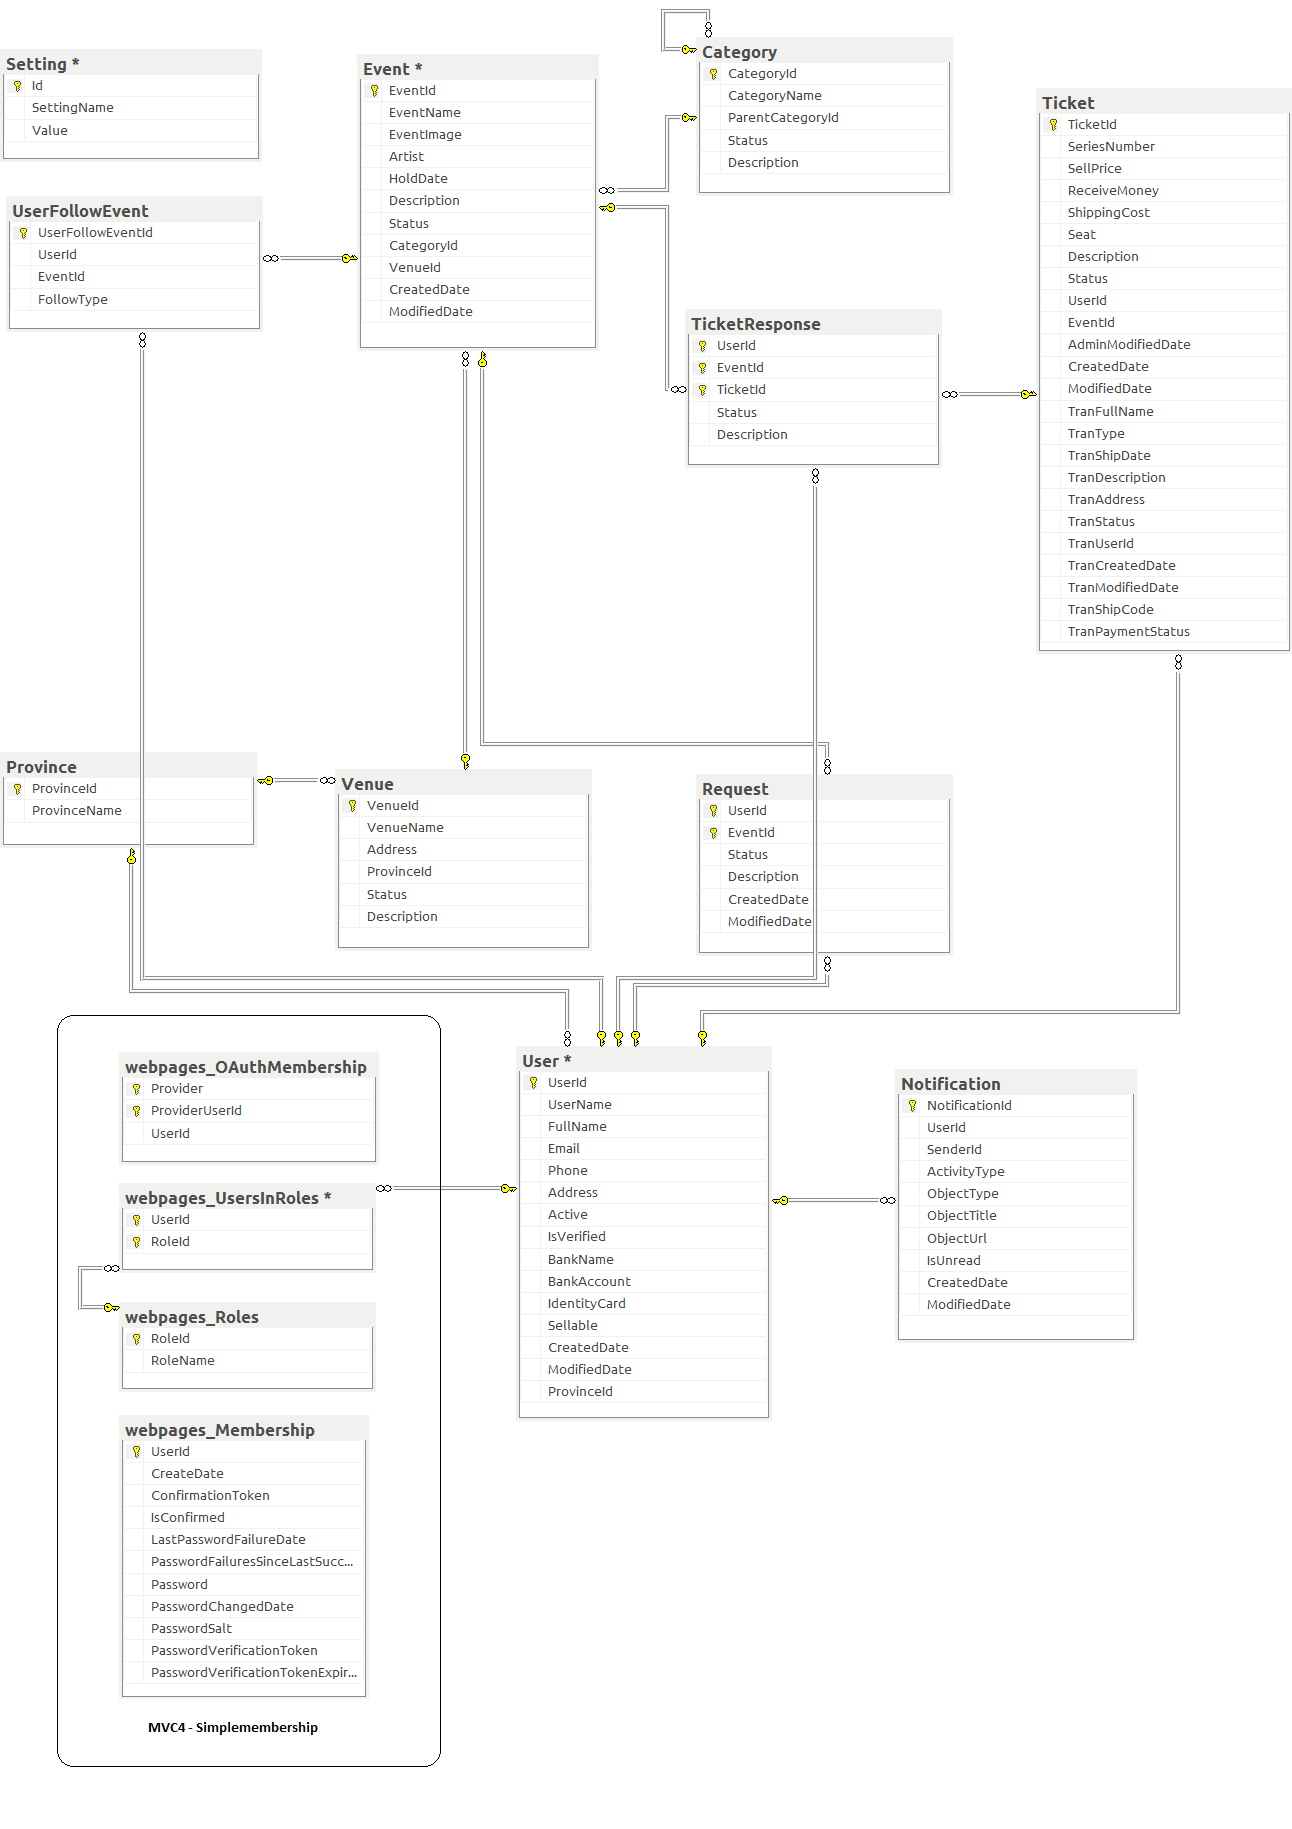 Setting *
Id
SettingName
Value
UserFollowEvent
UserFollowEventId
UserId
EventId
FollowType
Event *
EventId
EventName
EventImage
Artist
HoldDate
Description
Status
CategoryId
VenueId
CreatedDate
ModifiedDate
Category
CategoryId
CategoryName
ParentCategoryId
Status
Description
Ticket
TicketId
SeriesNumber
SellPrice
ReceiveMoney
ShippingCost
Seat
Description
Status
UserId
EventId
AdminModifiedDate
CreatedDate
ModifiedDate
TranFullName
TranType
TranShipDate
TranDescription
TranAddress
TranStatus
TranUserId
TranCreatedDate
TranModifiedDate
TranShipCode
TranPaymentStatus
TicketResponse
UserId
EventId
TicketId
Status
Description
Province
ProvinceId
ProvinceName
Venue
VenueId
VenueName
Address
ProvinceId
Status
Description
Request
UserId
EventId
Status
Description
CreatedDate
ModifiedDate
webpages_OAuthMembership
Provider
ProviderUserId
UserId
webpages_UsersInRoles *
UserId
RoleId
webpages_Roles
RoleId
RoleName
webpages_Membership
UserId
CreateDate
ConfirmationToken
IsConfirmed
LastPasswordFailureDate
PasswordFailuresSinceLastSucc...
Password
PasswordChangedDate
PasswordSalt
PasswordVerificationToken
PasswordVerificationTokenExpir...
MVC4 - Simplemembership
User *
UserId
UserName
FullName
Email
Phone
Address
Active
IsVerified
BankName
BankAccount
IdentityCard
Sellable
CreatedDate
ModifiedDate
ProvinceId
Notification
NotificationId
UserId
SenderId
ActivityType
ObjectType
ObjectTitle
ObjectUrl
IsUnread
CreatedDate
ModifiedDate